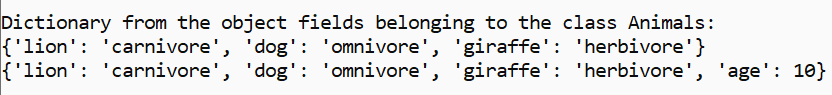 Dictionary from the object fields belonging to the class Animals:
{'lion': 'carnivore', 'dog': 'omnivore', 'giraffe': 'herbivore'}
{'lion': 'carnivore', 'dog': 'omnivore', 'giraffe': 'herbivore', 'age': 10}